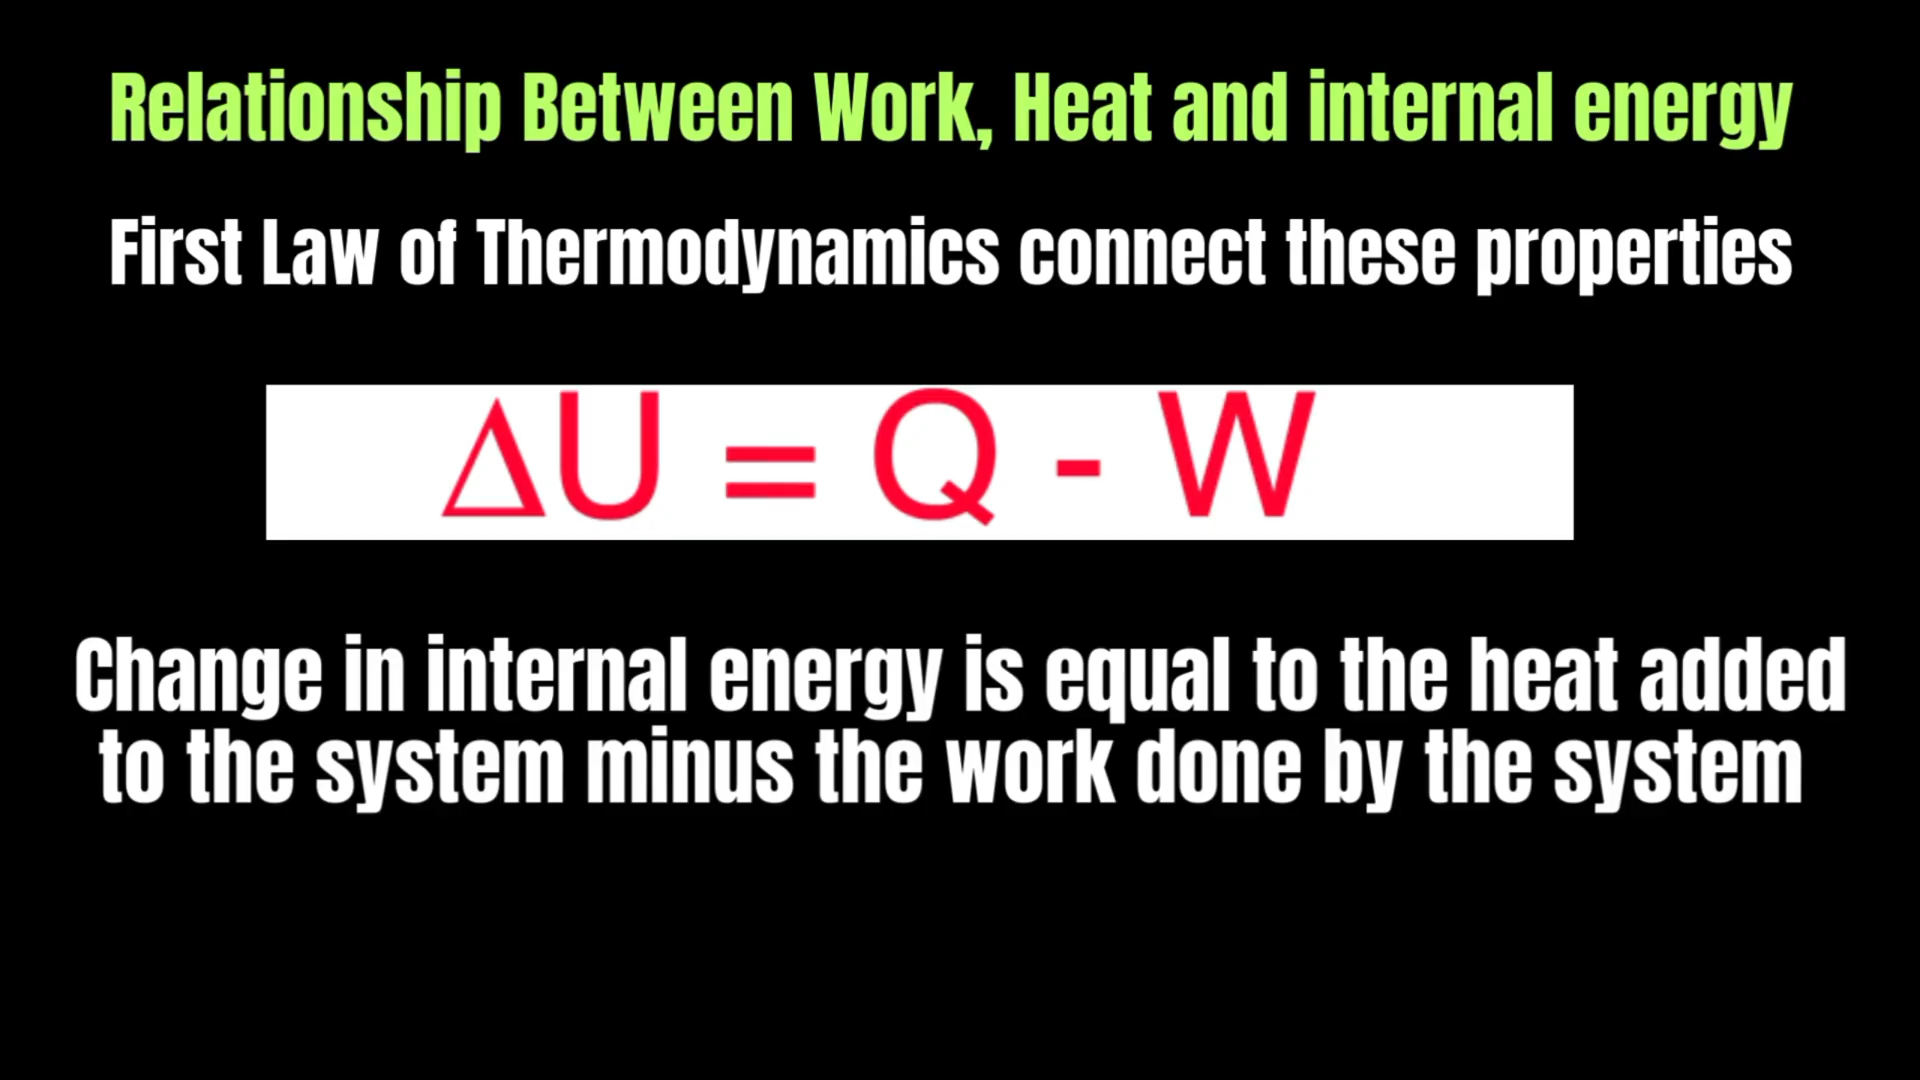 Relationship Between Work, Heat and internal energy
First Law of Thermodynamics connect these properties
ΔU = Q - W
Change in internal energy is equal to the heat added
to the system minus the work done by the system